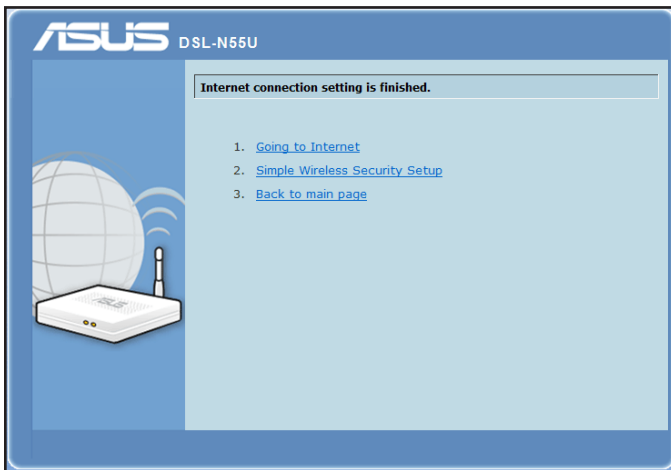 ASUS DSL-N55U
Internet connection setting is finished.
1. Going to Internet
2. Simple Wireless Security Setup
3. Back to main page